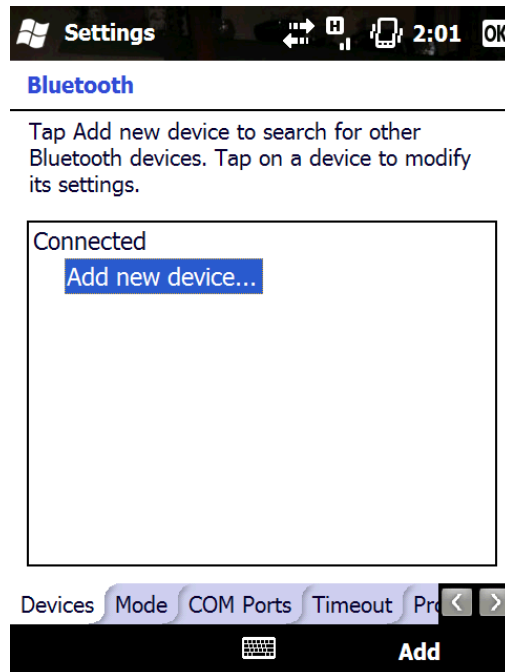 Settings H 2:01 OK
Bluetooth
Tap Add new device to search for other
Bluetooth devices. Tap on a device to modify
its settings.
Connected
Add new device...
Devices Mode COM Ports Timeout
Add